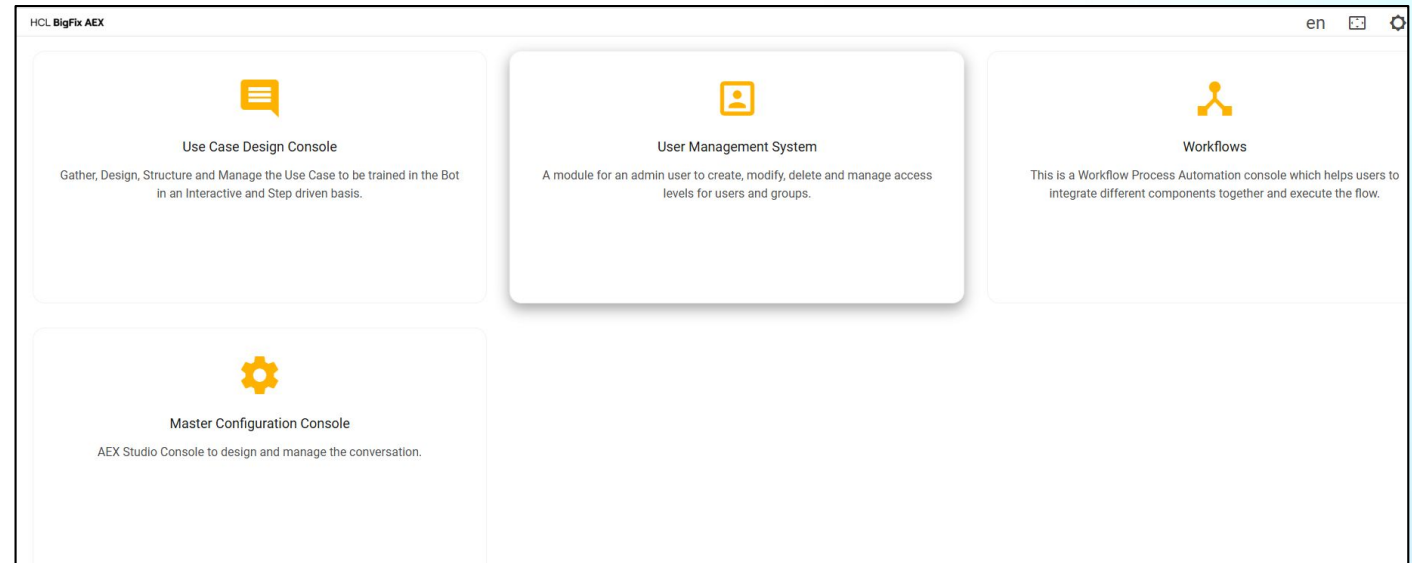 HCL BigFix AEX
en
Use Case Design Console
Gather, Design, Structure and Manage the Use Case to be trained in the Bot
in an Interactive and Step driven basis.
User Management System
A module for an admin user to create, modify, delete and manage access
levels for users and groups.
Workflows
This is a Workflow Process Automation console which helps users to
integrate different components together and execute the flow.
Master Configuration Console
AEX Studio Console to design and manage the conversation.